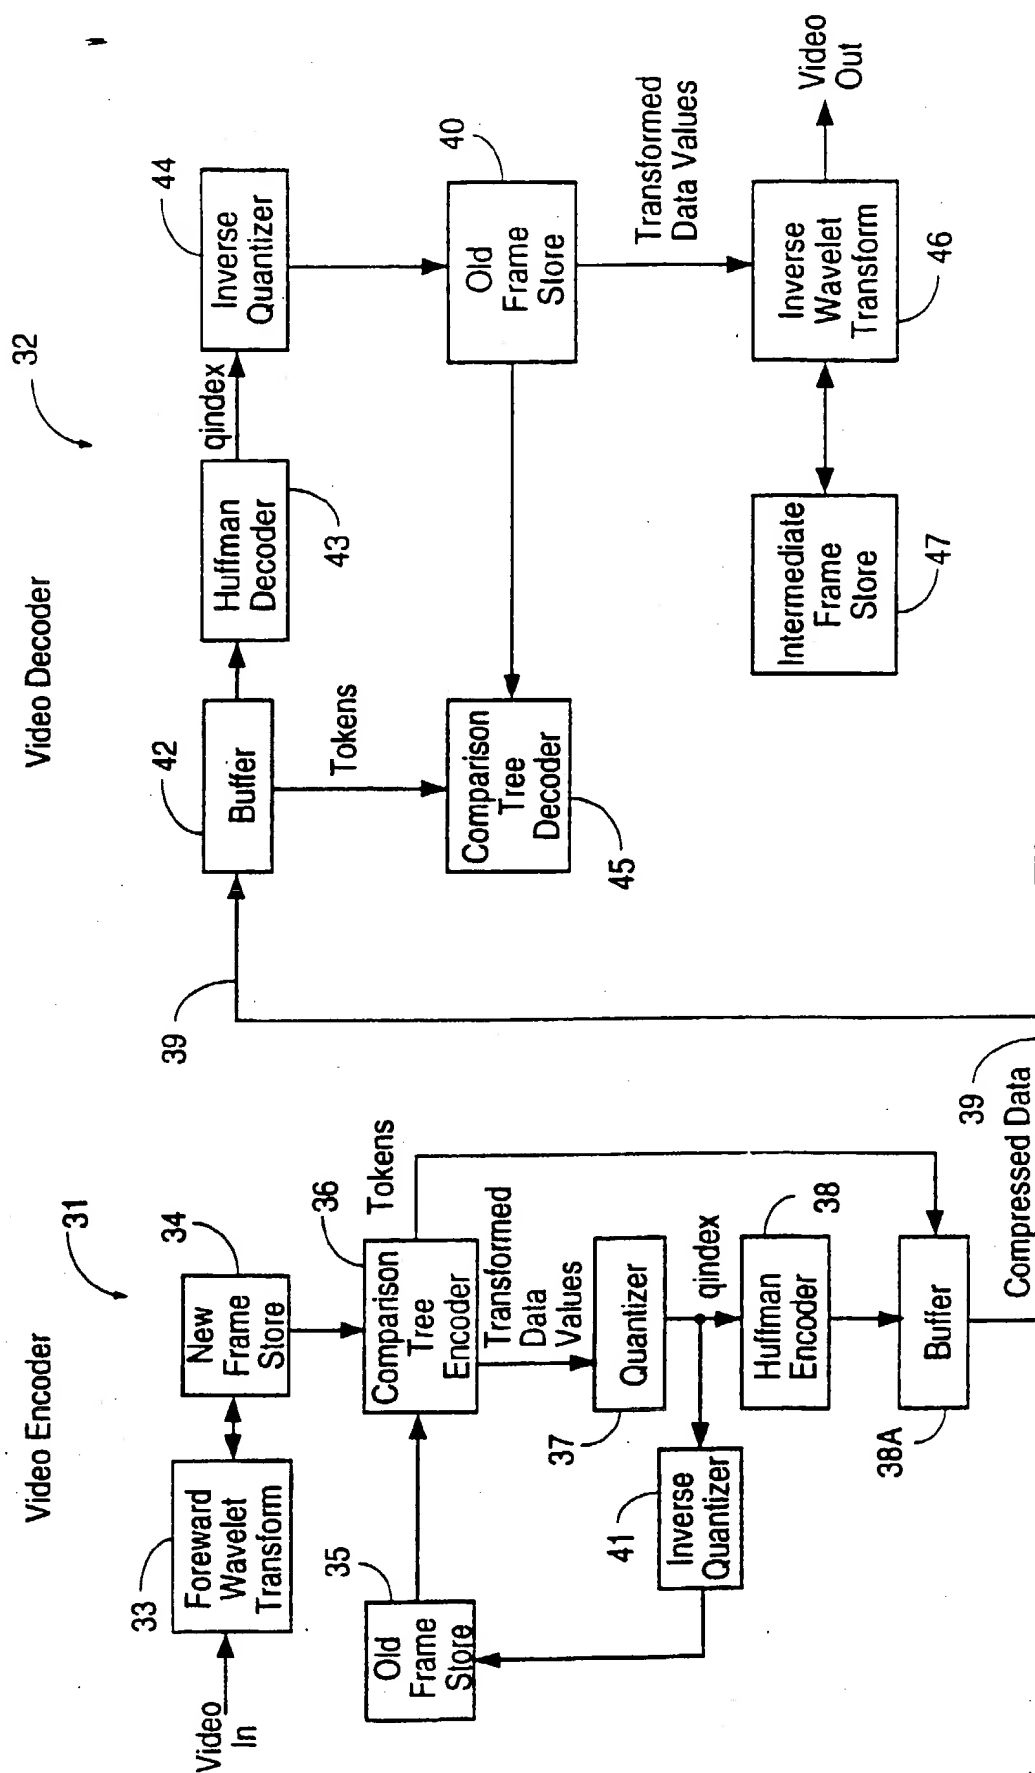 Video Encoder
31
Video
In
33
Foreward
Wavelet
Transform
34
New
Frame
Store
35
Old
Frame
Store
36
Comparison
Tree
Encoder
Tokens
Transformed
Data
Values
37
Quantizer
qindex
41
Inverse
Quantizer
38
Huffman
Encoder
38A
Buffer
39
Compressed Data
Video Decoder
32
39
42
Buffer
Tokens
Huffman
Decoder
43
qindex
44
Inverse
Quantizer
Comparison
Tree
Decoder
45
40
Old
Frame
Store
Transformed
Data Values
Intermediate
Frame
Store
47
Inverse
Wavelet
Transform
46
Video
Out